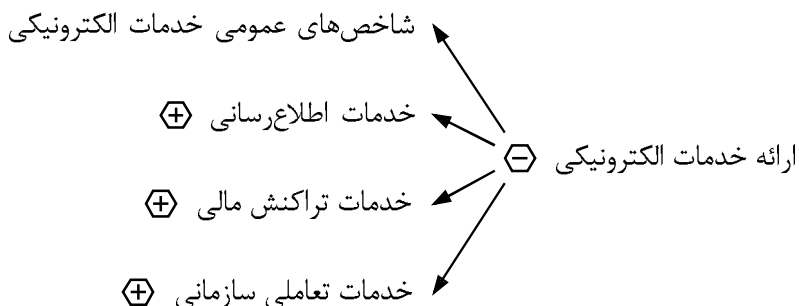 شاخص‌های عمومی خدمات الکترونیکی
خدمات اطلاع‌رسانی
ارائه خدمات الکترونیکی
خدمات تراکنش مالی
خدمات تعاملی سازمانی